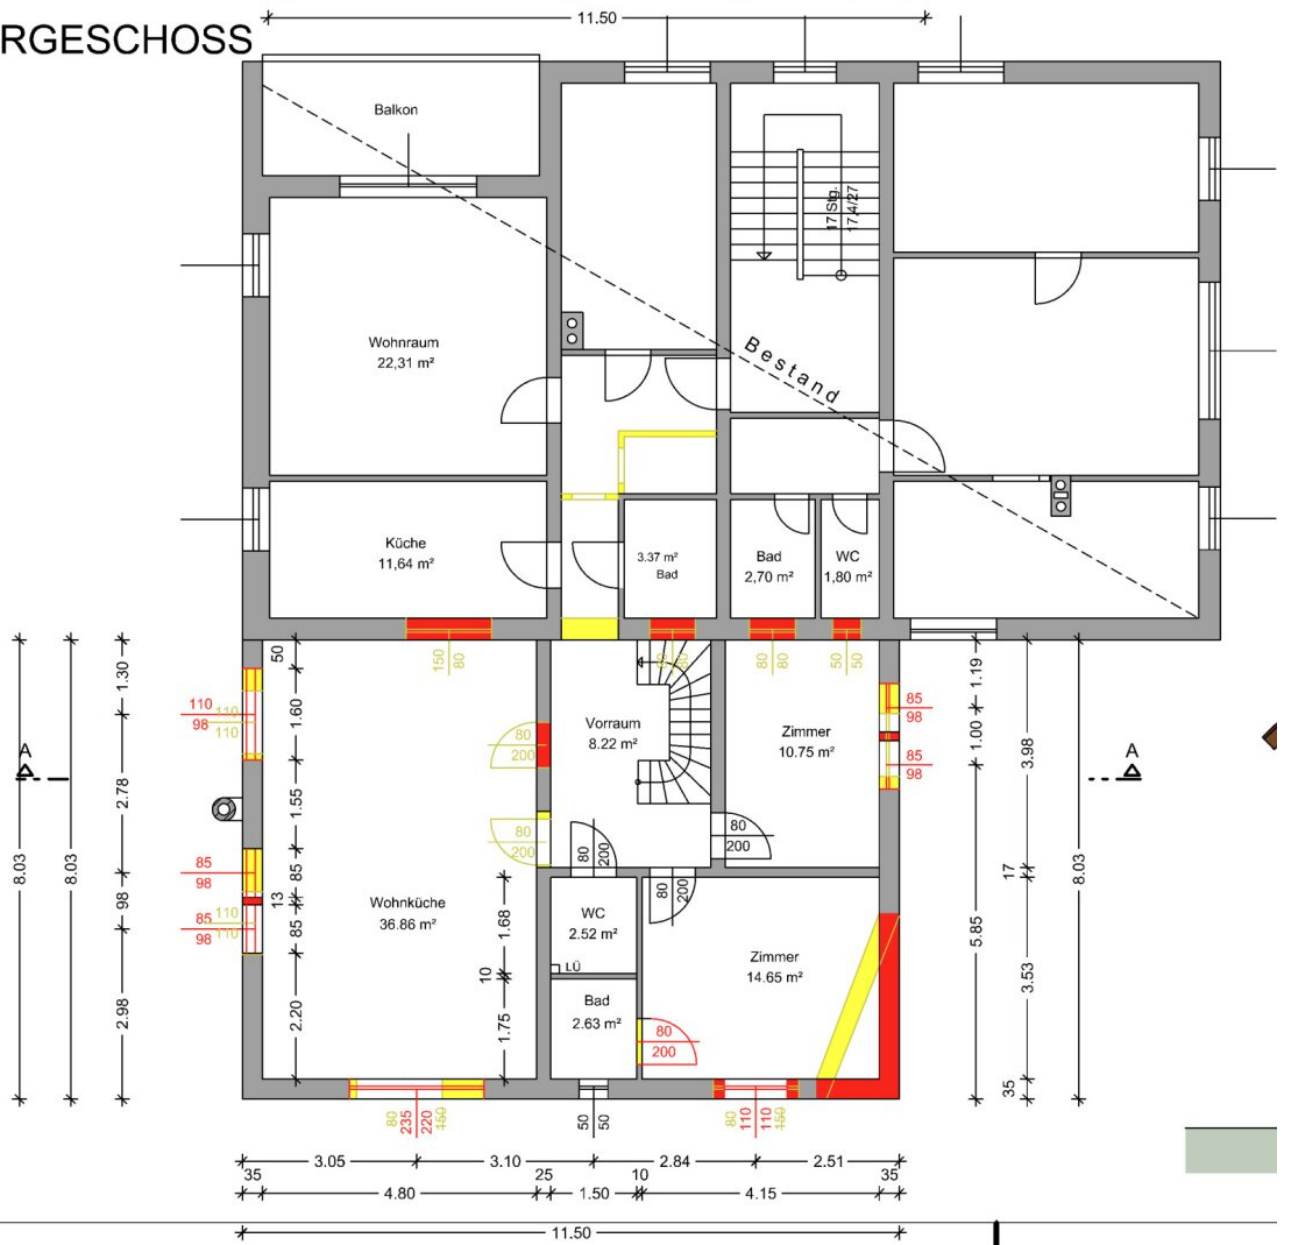 11.50
RGESCHOSS
Balkon
17 Stg.
17,4/27
Wohnraum
22,31 m²
Bestand
Küche
11,64 m²
3.37 m²
Bad
Bad
2,70 m²
WC
1,80 m²
150
80
80
80
50
50
50
1.30
1.60
1.19
110
98
110
110
80
200
Vorraum
8.22 m²
Zimmer
10.75 m²
85
98
1.00
3.98
85
98
A
A
2.78
1.55
8.03
8.03
8.03
80
200
80
200
80
200
80
200
17
85
98
98
85
13
85
85
98
110
110
Wohnküche
36.86 m²
1.68
WC
2.52 m²
LÜ
10
Zimmer
14.65 m²
5.85
3.53
2.98
2.20
1.75
Bad
2.63 m²
80
200
35
80
235
220
150
50
50
80
110
110
150
3.05
3.10
2.84
2.51
35
25
10
35
4.80
1.50
4.15
11.50